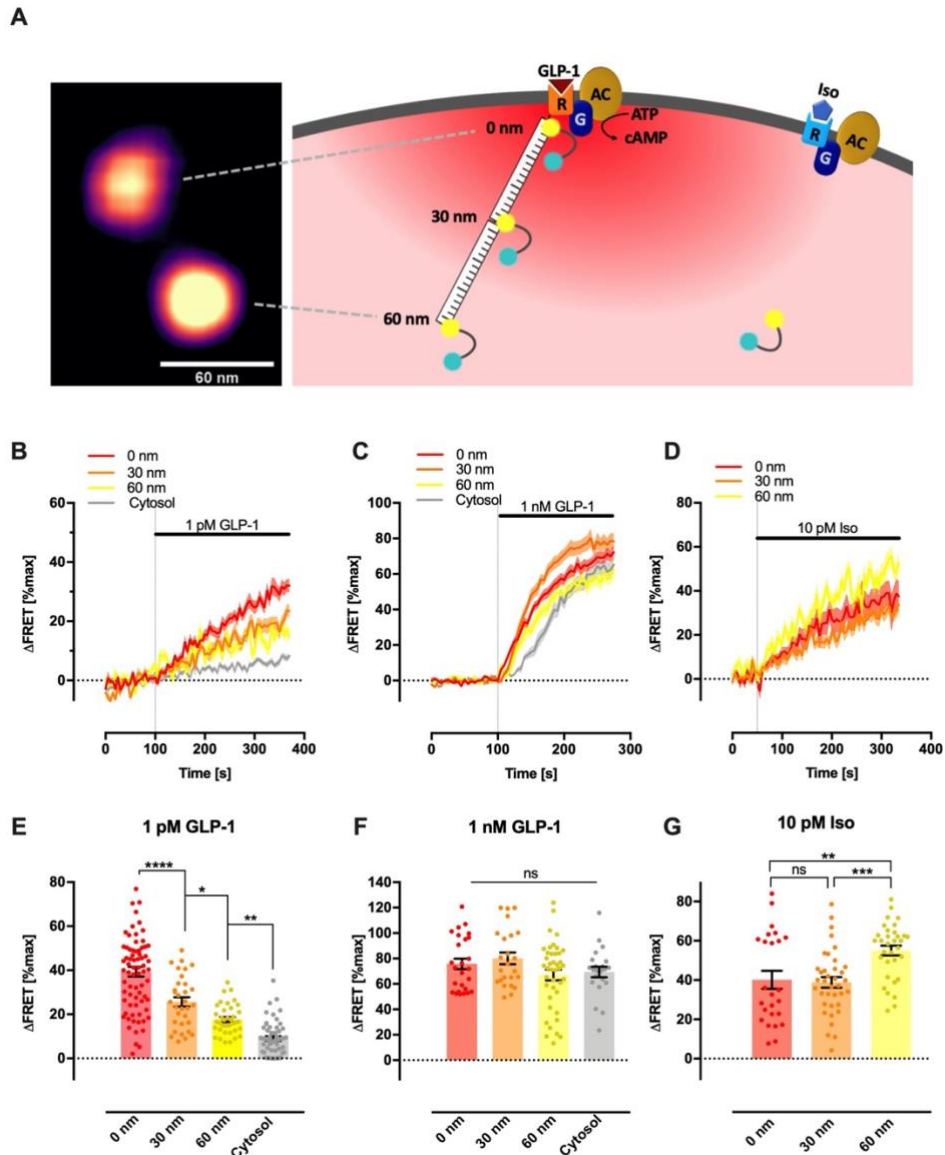 A
GLP-1
R
G
AC
ATP
cAMP
Iso
R
G
AC
0 nm
30 nm
60 nm
60 nm
B
0 nm
30 nm
60 nm
Cytosol
1 pM GLP-1
ΔFRET [%max]
60
40
20
0
0 100 200 300 400
Time [s]
C
0 nm
30 nm
60 nm
Cytosol
1 nM GLP-1
ΔFRET [%max]
100
80
60
40
20
0
0 100 200 300
Time [s]
D
0 nm
30 nm
60 nm
10 pM Iso
ΔFRET [%max]
80
60
40
20
0
0 100 200 300 400
Time [s]
E
1 pM GLP-1
****
*
**
ΔFRET [%max]
80
60
40
20
0
0 nm 30 nm 60 nm Cytosol
F
1 nM GLP-1
ns
ΔFRET [%max]
140
120
100
80
60
40
20
0
0 nm 30 nm 60 nm Cytosol
G
10 pM Iso
**
ns ***
ΔFRET [%max]
80
60
40
20
0
0 nm 30 nm 60 nm